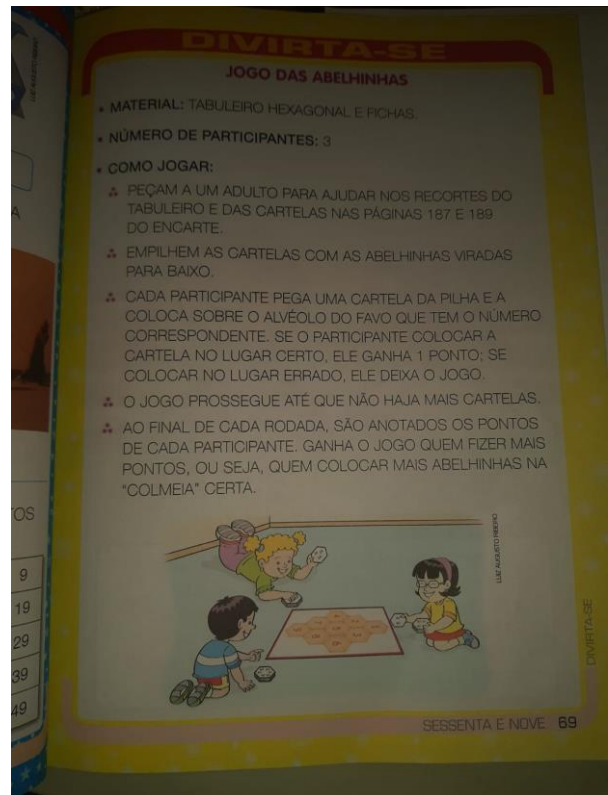 DIVIRTA-SE
JOGO DAS ABELHINHAS
• MATERIAL: TABULEIRO HEXAGONAL E FICHAS.
• NÚMERO DE PARTICIPANTES: 3
• COMO JOGAR:
PEÇAM A UM ADULTO PARA AJUDAR NOS RECORTES DO
TABULEIRO E DAS CARTELAS NAS PÁGINAS 187 E 189
DO ENCARTE.
EMPILHEM AS CARTELAS COM AS ABELHINHAS VIRADAS
PARA BAIXO.
CADA PARTICIPANTE PEGA UMA CARTELA DA PILHA E A
COLOCA SOBRE O ALVÉOLO DO FAVO QUE TEM O NÚMERO
CORRESPONDENTE. SE O PARTICIPANTE COLOCAR A
CARTELA NO LUGAR CERTO, ELE GANHA 1 PONTO; SE
COLOCAR NO LUGAR ERRADO, ELE DEIXA O JOGO.
O JOGO PROSSEGUE ATÉ QUE NÃO HAJA MAIS CARTELAS.
AO FINAL DE CADA RODADA, SÃO ANOTADOS OS PONTOS
DE CADA PARTICIPANTE. GANHA O JOGO QUEM FIZER MAIS
PONTOS, OU SEJA, QUEM COLOCAR MAIS ABELHINHAS NA
"COLMEIA" CERTA.
LUIZ AUGUSTO RIBEIRO
DIVIRTA-SE
SESSENTA E NOVE 69
LUIZ AUGUSTO RIBEIRO
A
OS
9
19
29
39
49